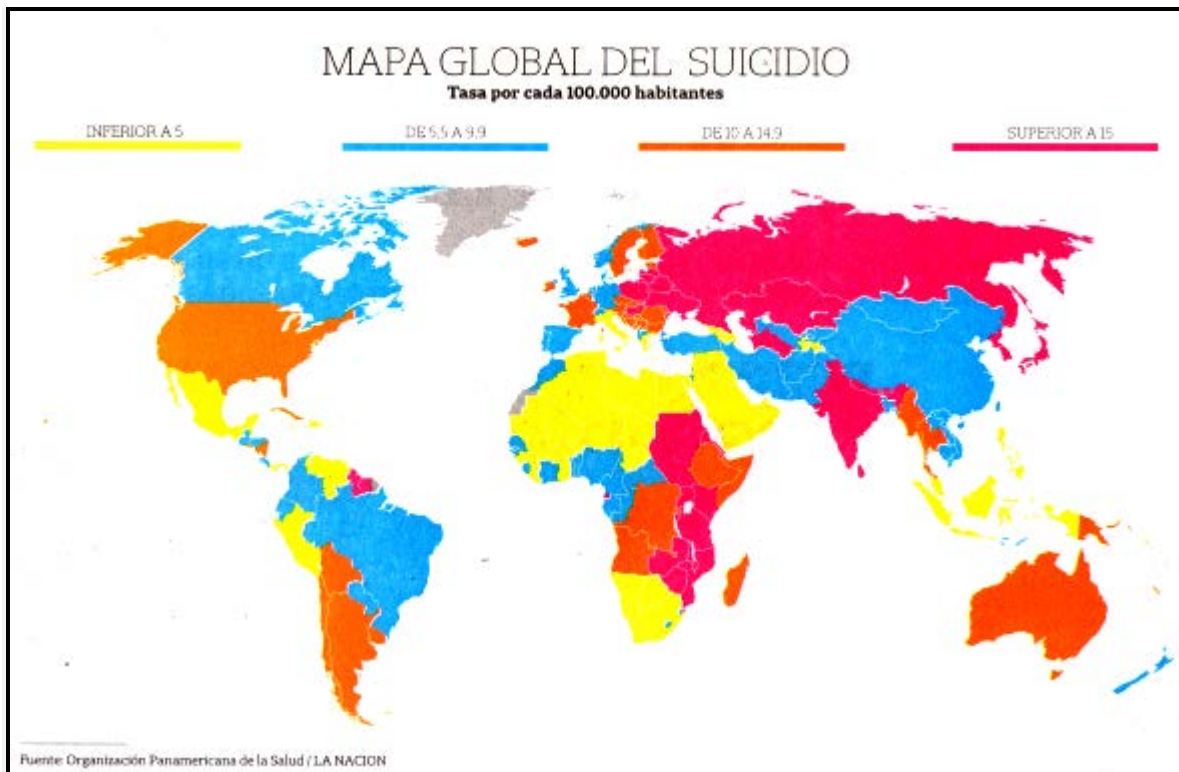 MAPA GLOBAL DEL SUICIDIO
Tasa por cada 100.000 habitantes
INFERIOR A 5
DE 5,5 A 9,9
DE 10 A 14,9
SUPERIOR A 15
Fuente: Organización Panamericana de la Salud / LA NACION